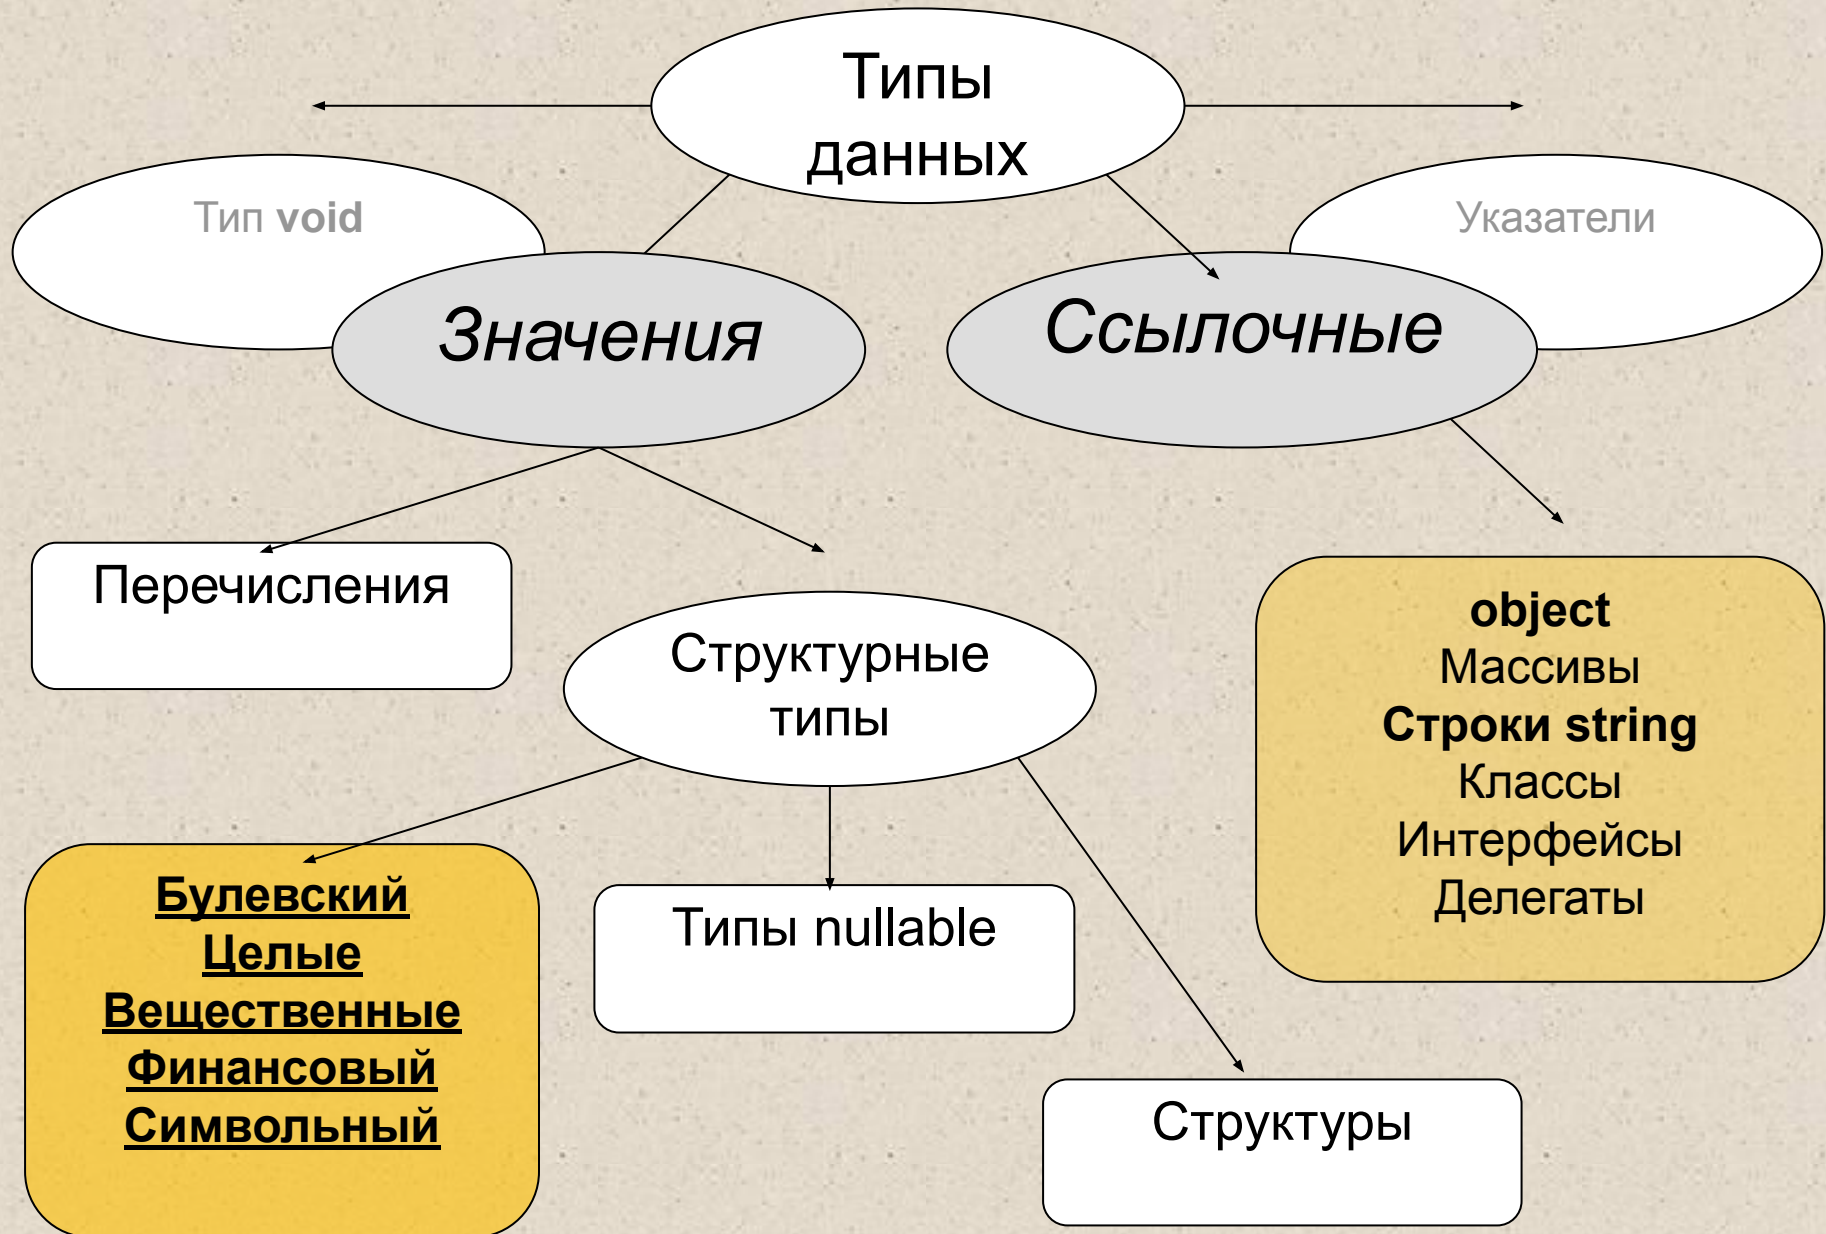 Типы
данных
Тип void
Указатели
Значения
Ссылочные
Перечисления
Структурные
типы
object
Массивы
Строки string
Классы
Интерфейсы
Делегаты
Булевский
Целые
Вещественные
Финансовый
Символьный
Типы nullable
Структуры